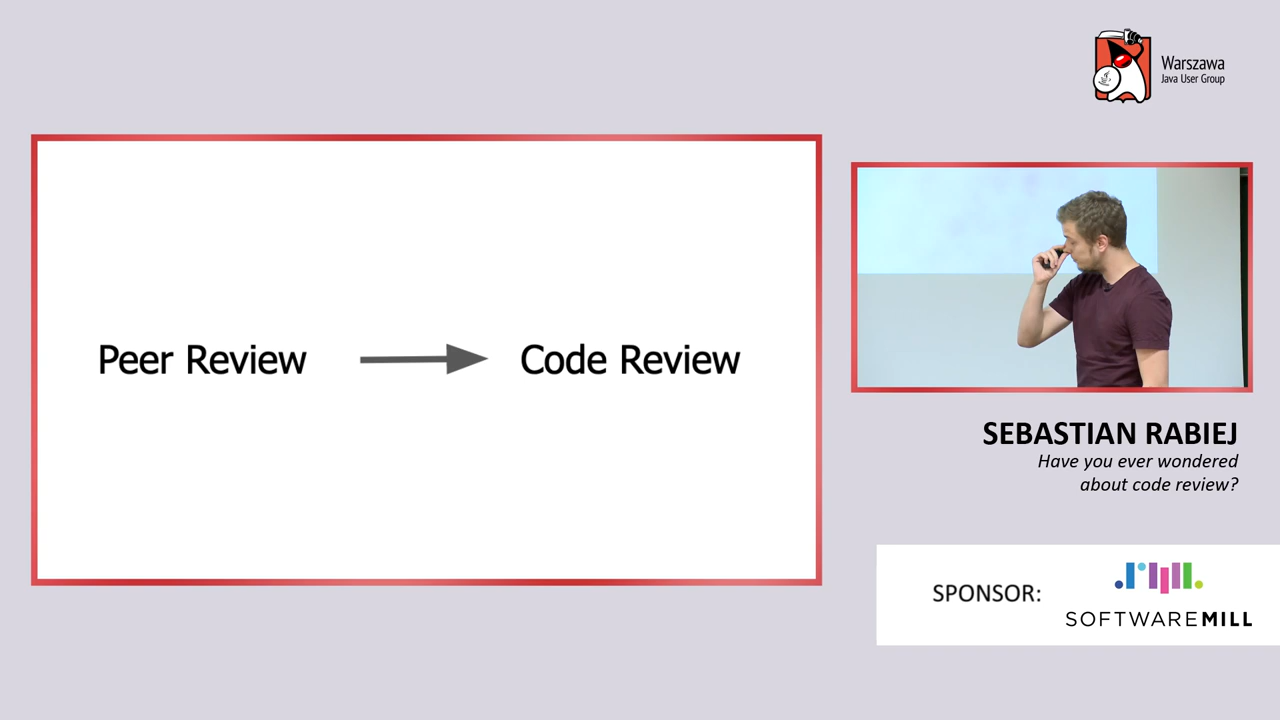 Warszawa
Java User Group
Peer Review
Code Review
SEBASTIAN RABIEJ
Have you ever wondered
about code review?
SPONSOR:
SOFTWAREMILL